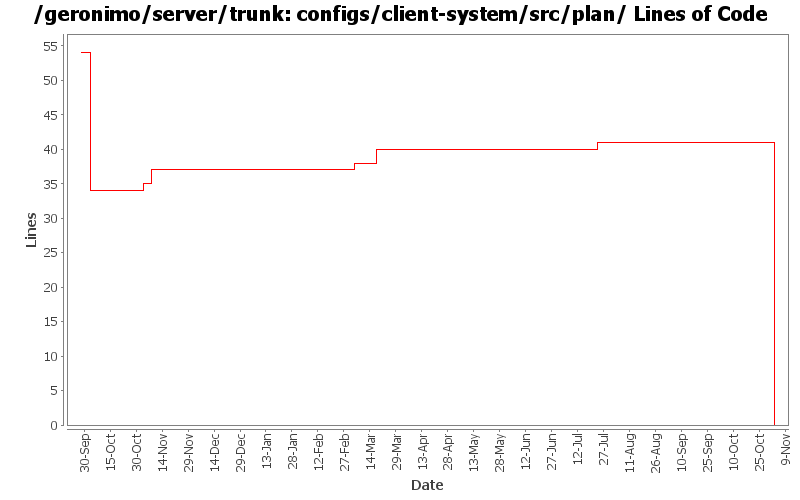 /geronimo/server/trunk: configs/client-system/src/plan/ Lines of Code
Lines
55
50
45
40
35
30
25
20
15
10
5
0
30-Sep
15-Oct
30-Oct
14-Nov
29-Nov
14-Dec
29-Dec
13-Jan
28-Jan
12-Feb
27-Feb
14-Mar
29-Mar
13-Apr
28-Apr
13-May
28-May
12-Jun
27-Jun
12-Jul
27-Jul
11-Aug
26-Aug
10-Sep
25-Sep
10-Oct
25-Oct
9-Nov
Date